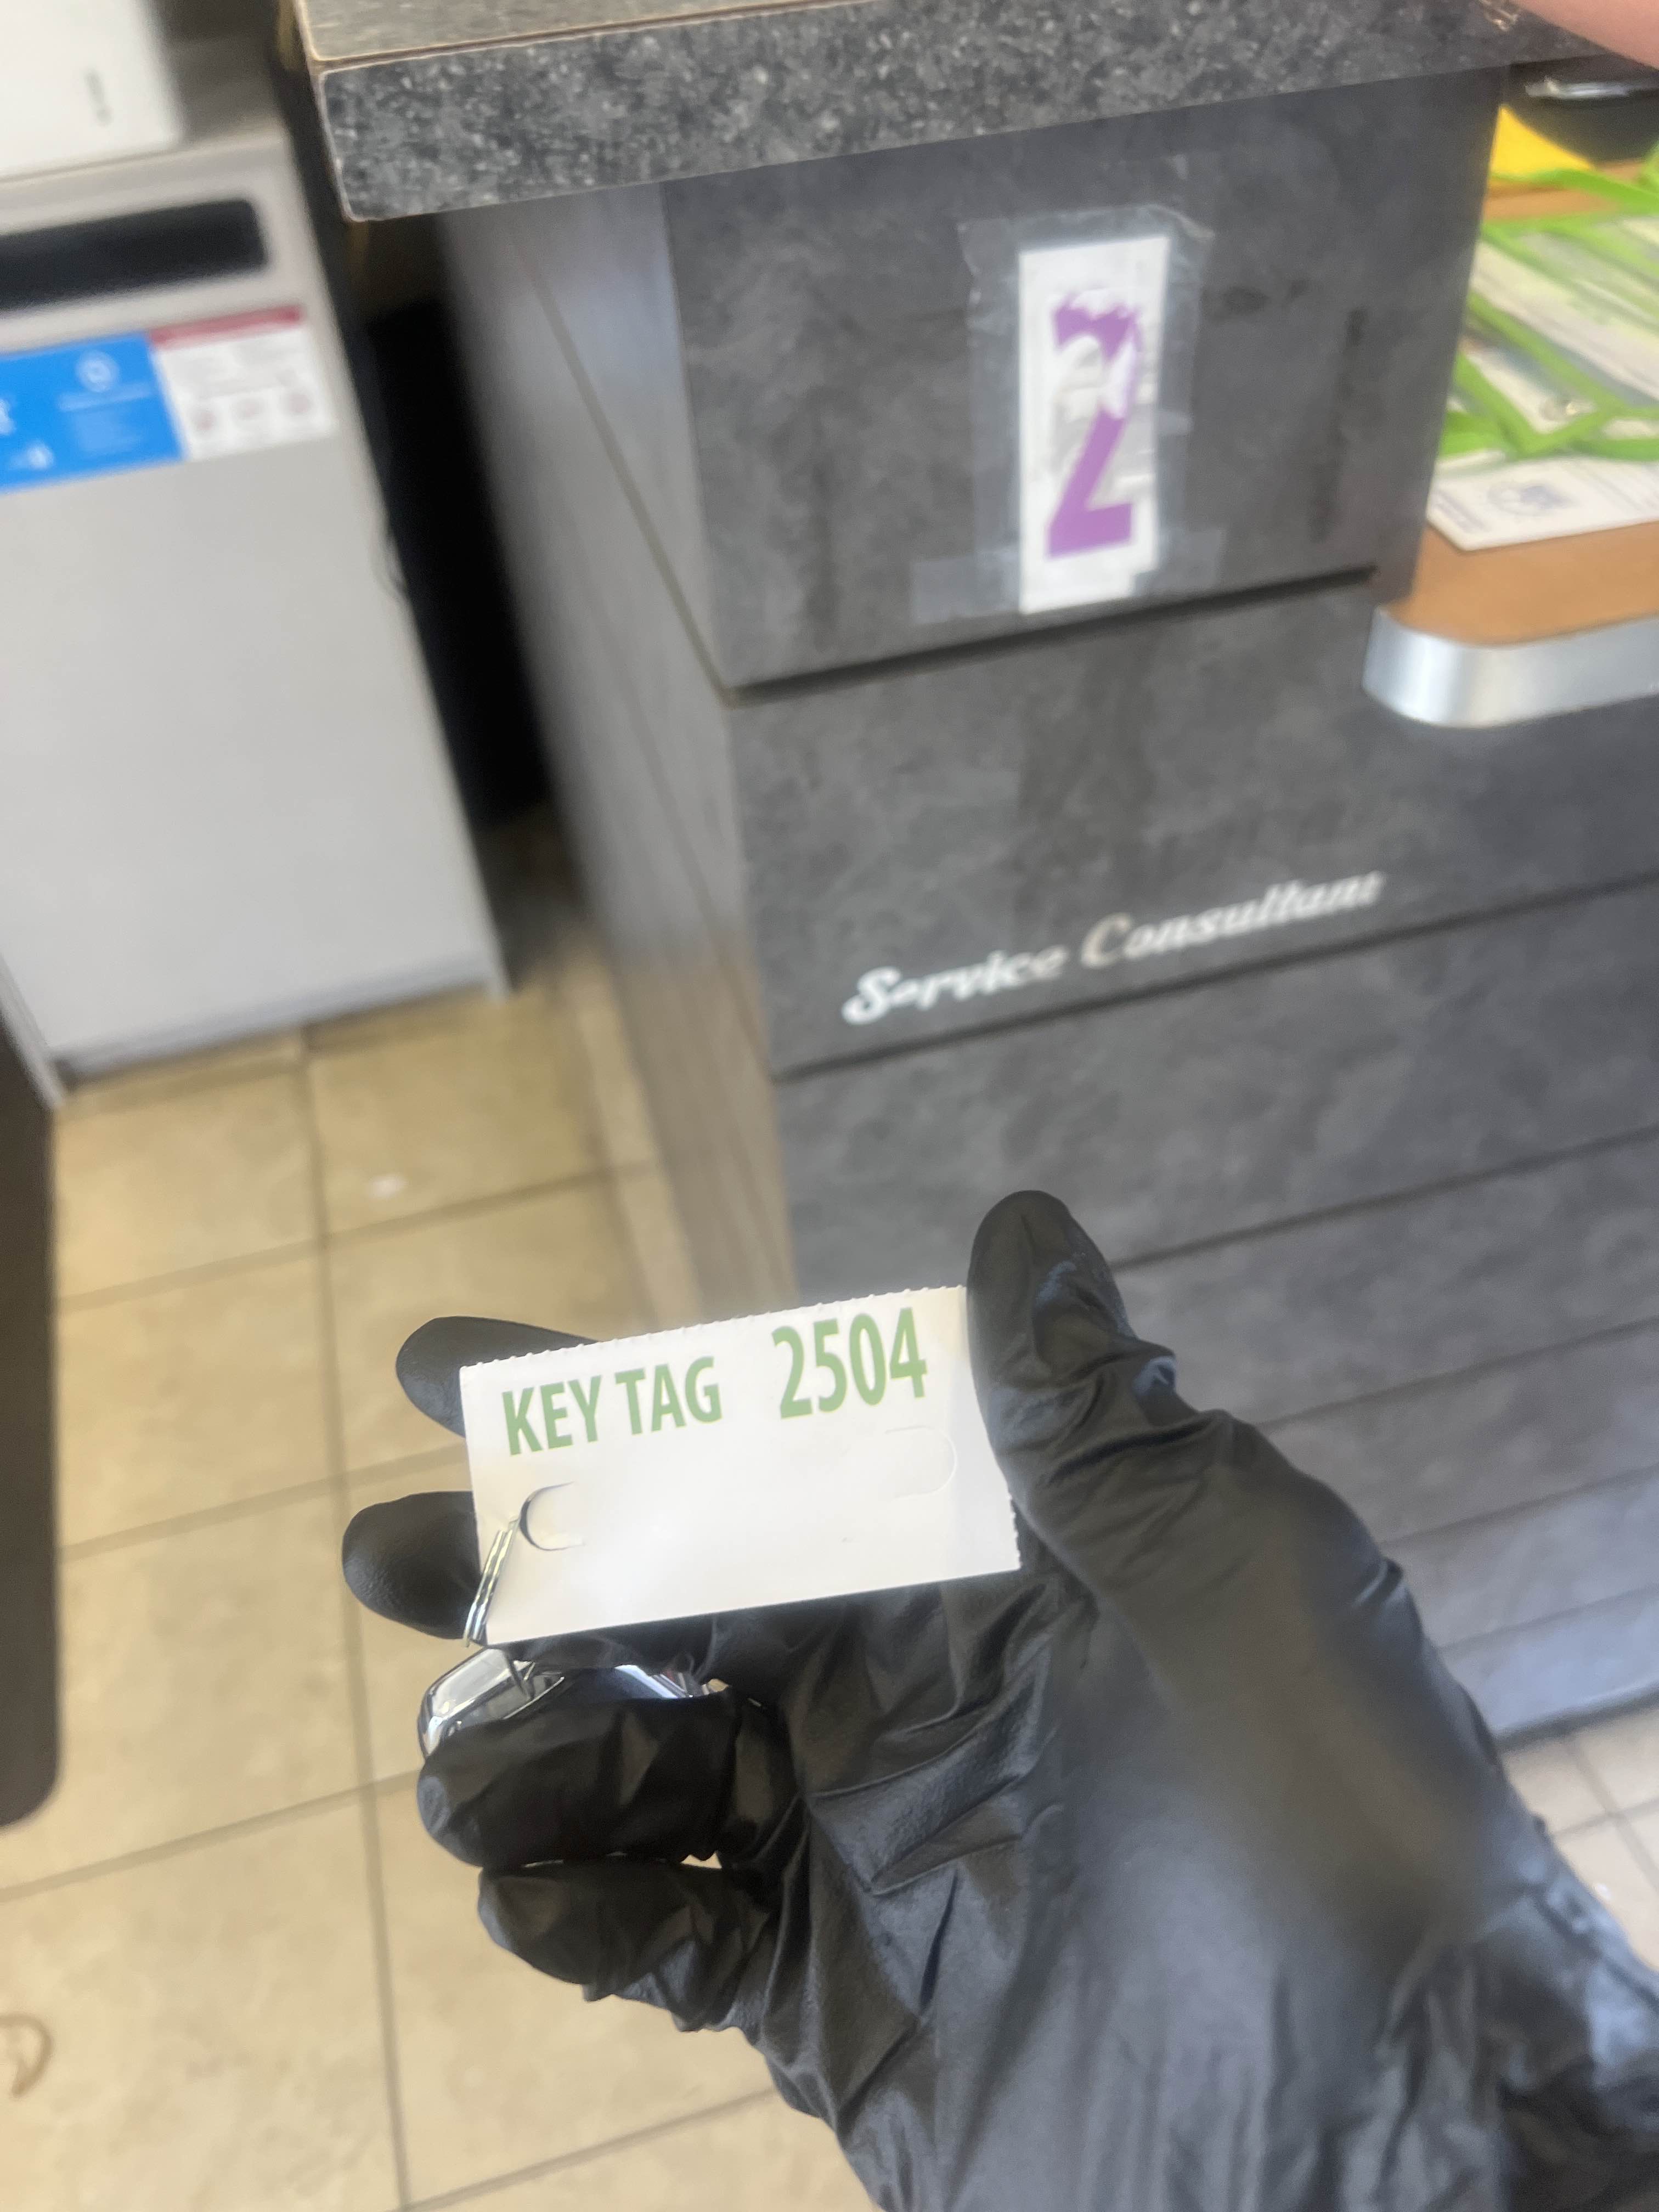 2
Service Consultant
KEY TAG 2504